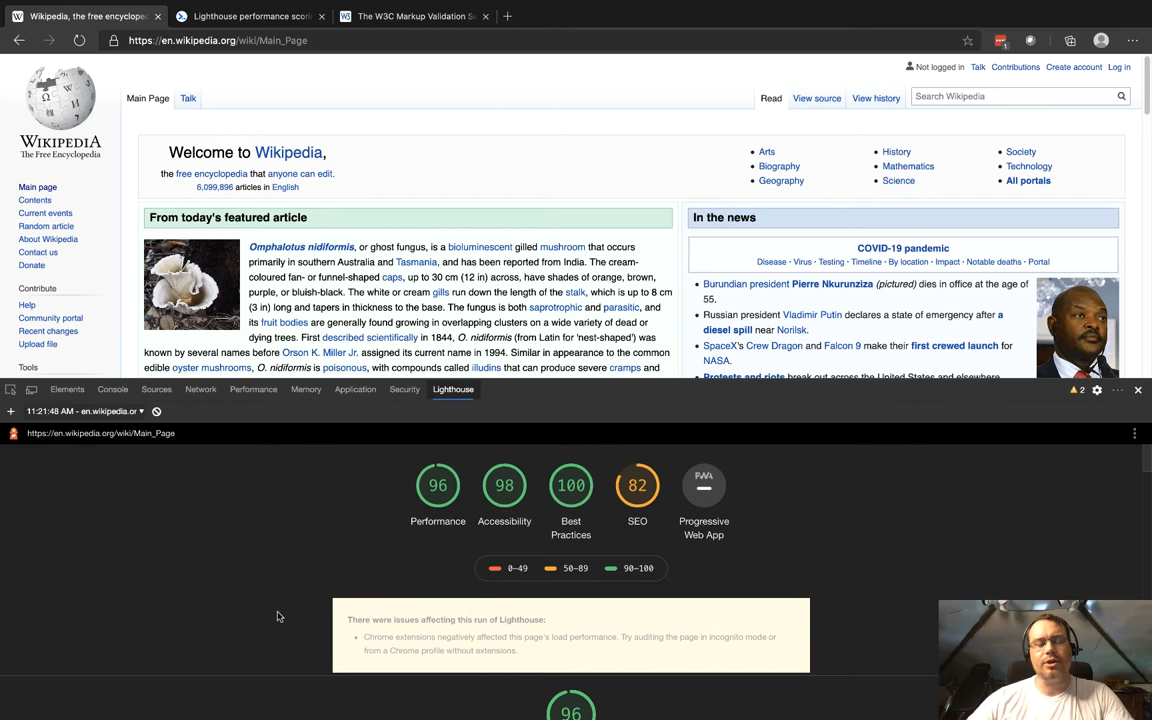 Wikipedia, the free encyclopec
Lighthouse performance scori
The W3C Markup Validation Se
https://en.wikipedia.org/wiki/Main_Page
1
Not logged in Talk Contributions Create account Log in
Main Page Talk
Read View source View history
Search Wikipedia
WIKIPEDIA
The Free Encyclopedia
Main page
Contents
Current events
Random article
About Wikipedia
Contact us
Donate
Contribute
Help
Community portal
Recent changes
Upload file
Tools
Welcome to Wikipedia,
the free encyclopedia that anyone can edit.
6,099,896 articles in English
Arts
Biography
Geography
History
Mathematics
Science
Society
Technology
All portals
From today's featured article
Omphalotus nidiformis, or ghost fungus, is a bioluminescent gilled mushroom that occurs
primarily in southern Australia and Tasmania, and has been reported from India. The cream-
coloured fan- or funnel-shaped caps, up to 30 cm (12 in) across, have shades of orange, brown,
purple, or bluish-black. The white or cream gills run down the length of the stalk, which is up to 8 cm
(3 in) long and tapers in thickness to the base. The fungus is both saprotrophic and parasitic, and
its fruit bodies are generally found growing in overlapping clusters on a wide variety of dead or
dying trees. First described scientifically in 1844, O. nidiformis (from Latin for 'nest-shaped') was
known by several names before Orson K. Miller Jr. assigned its current name in 1994. Similar in appearance to the common
edible oyster mushrooms, O. nidiformis is poisonous, with compounds called illudins that can produce severe cramps and
In the news
COVID-19 pandemic
Disease · Virus · Testing · Timeline · By location · Impact · Notable deaths · Portal
Burundian president Pierre Nkurunziza (pictured) dies in office at the age of
55.
Russian president Vladimir Putin declares a state of emergency after a
diesel spill near Norilsk.
SpaceX's Crew Dragon and Falcon 9 make their first crewed launch for
NASA.
Protests and riots break out across the United States and elsewhere
Elements Console Sources Network Performance Memory Application Security Lighthouse
2
11:21:48 AM - en.wikipedia.or
https://en.wikipedia.org/wiki/Main_Page
96
Performance
98
Accessibility
100
Best
Practices
82
SEO
PWA
Progressive
Web App
0–49 50–89 90–100
There were issues affecting this run of Lighthouse:
Chrome extensions negatively affected this page's load performance. Try auditing the page in incognito mode or
from a Chrome profile without extensions.
96